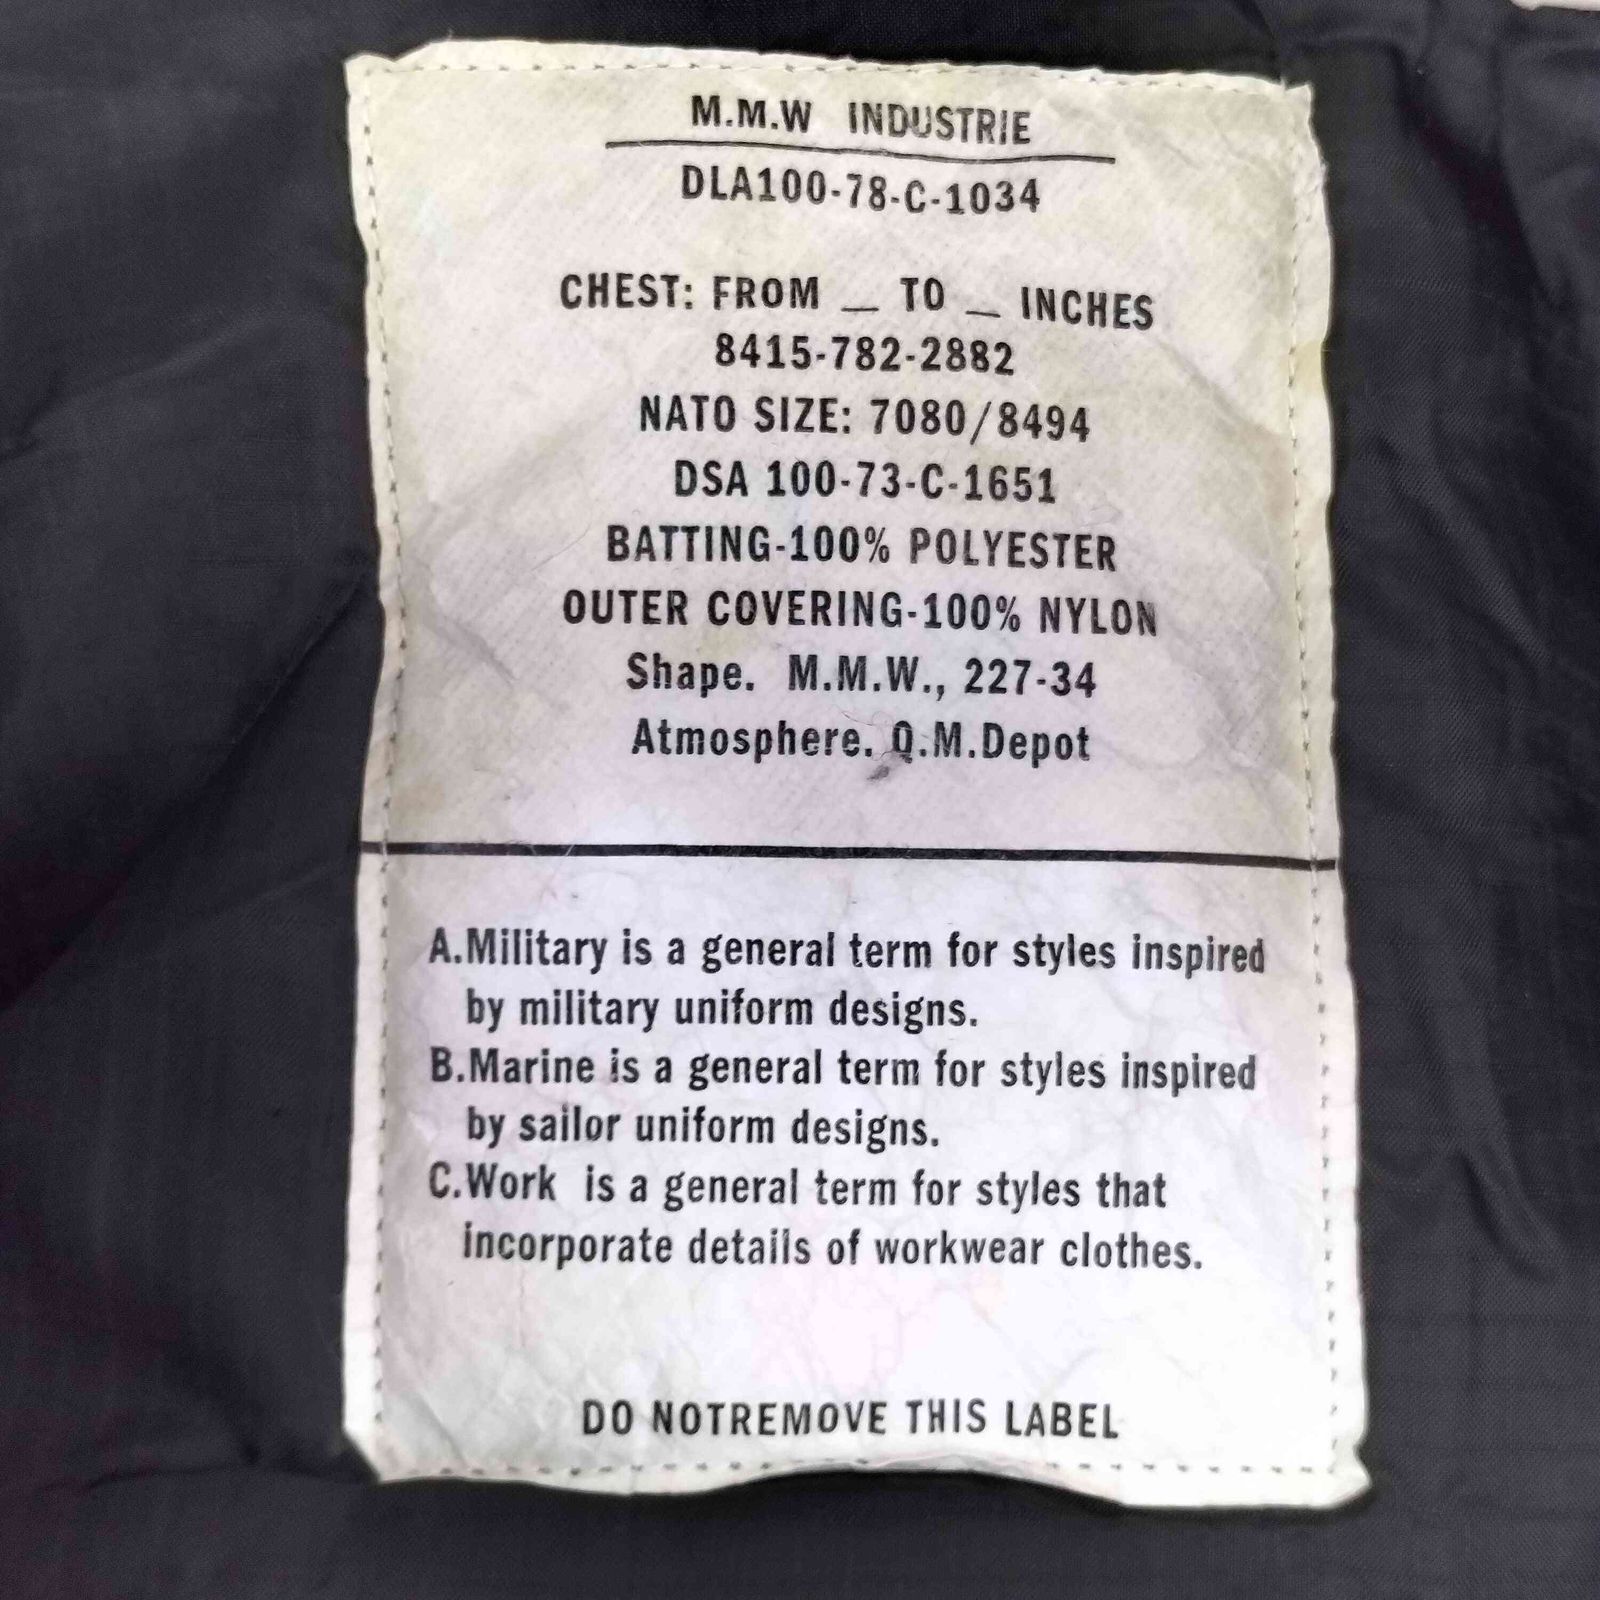 M.M.W INDUSTRIE
DLA100-78-C-1034
CHEST: FROM _ TO _ INCHES
8415-782-2882
NATO SIZE: 7080/8494
DSA 100-73-C-1651
BATTING-100% POLYESTER
OUTER COVERING-100% NYLON
Shape. M.M.W., 227-34
Atmosphere. Q.M.Depot
A.Military is a general term for styles inspired
by military uniform designs.
B.Marine is a general term for styles inspired
by sailor uniform designs.
C.Work is a general term for styles that
incorporate details of workwear clothes.
DO NOTREMOVE THIS LABEL